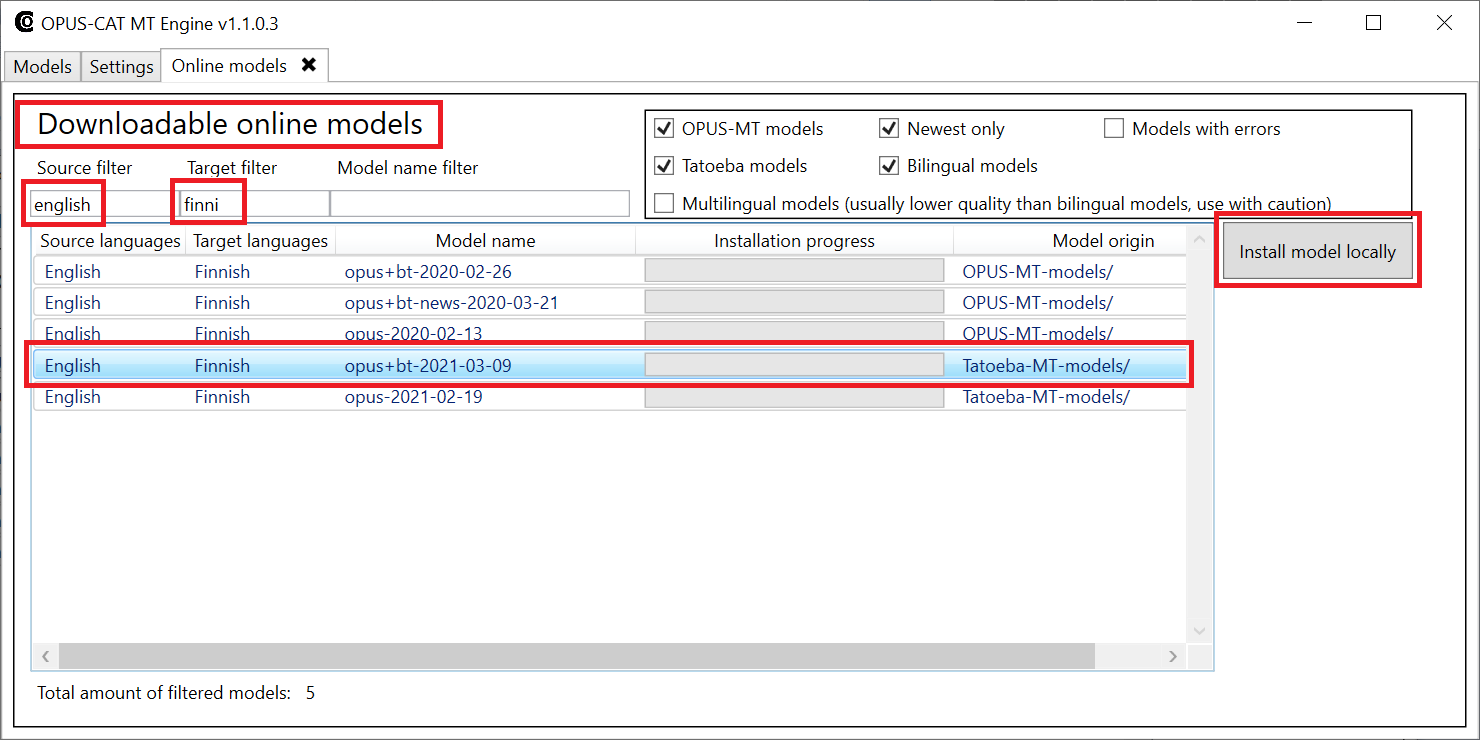 OPUS-CAT MT Engine v1.1.0.3
Models Settings Online models
Downloadable online models
OPUS-MT models Newest only Models with errors
Tatoeba models Bilingual models
Multilingual models (usually lower quality than bilingual models, use with caution)
Source filter Target filter Model name filter
english finni
Install model locally
Source languages Target languages Model name Installation progress Model origin
English Finnish opus+bt-2020-02-26 OPUS-MT-models/
English Finnish opus+bt-news-2020-03-21 OPUS-MT-models/
English Finnish opus-2020-02-13 OPUS-MT-models/
English Finnish opus+bt-2021-03-09 Tatoeba-MT-models/
English Finnish opus-2021-02-19 Tatoeba-MT-models/
Total amount of filtered models: 5